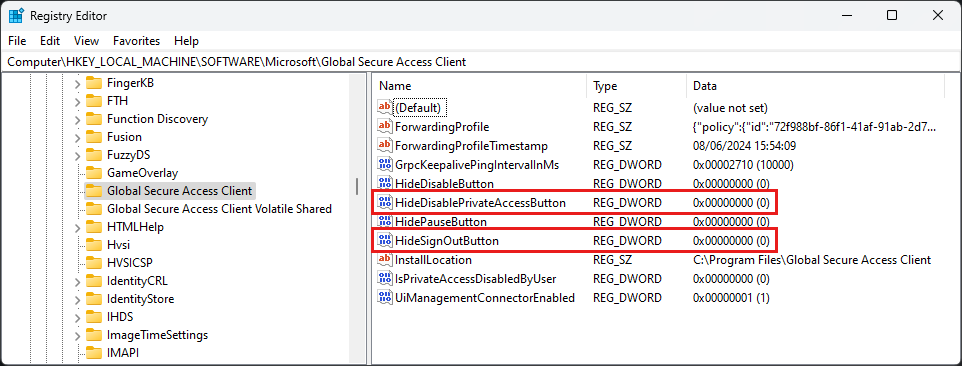 Registry Editor
File Edit View Favorites Help
Computer\HKEY_LOCAL_MACHINE\SOFTWARE\Microsoft\Global Secure Access Client
FingerKB
FTH
Function Discovery
Fusion
FuzzyDS
GameOverlay
Global Secure Access Client
Global Secure Access Client Volatile Shared
HTMLHelp
Hvsi
HVSICSP
IdentityCRL
IdentityStore
IHDS
ImageTimeSettings
IMAPI
Name Type Data
ab (Default) REG_SZ (value not set)
ab ForwardingProfile REG_SZ {"policy":{"id":"72f988bf-86f1-41af-91ab-2d7...
ab ForwardingProfileTimestamp REG_SZ 08/06/2024 15:54:09
GrpcKeepalivePingIntervalInMs REG_DWORD 0x00002710 (10000)
HideDisableButton REG_DWORD 0x00000000 (0)
HideDisablePrivateAccessButton REG_DWORD 0x00000000 (0)
HidePauseButton REG_DWORD 0x00000000 (0)
HideSignOutButton REG_DWORD 0x00000000 (0)
ab InstallLocation REG_SZ C:\Program Files\Global Secure Access Client
IsPrivateAccessDisabledByUser REG_DWORD 0x00000000 (0)
UiManagementConnectorEnabled REG_DWORD 0x00000001 (1)